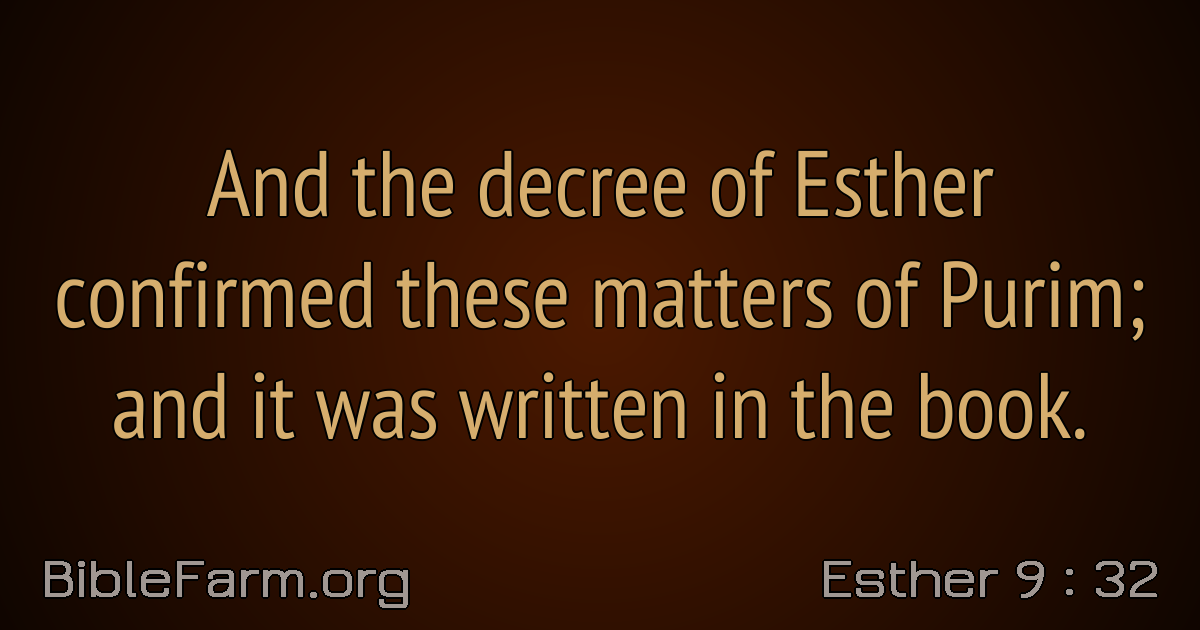 And the decree of Esther
confirmed these matters of Purim;
and it was written in the book.
BibleFarm.org
Esther 9 : 32